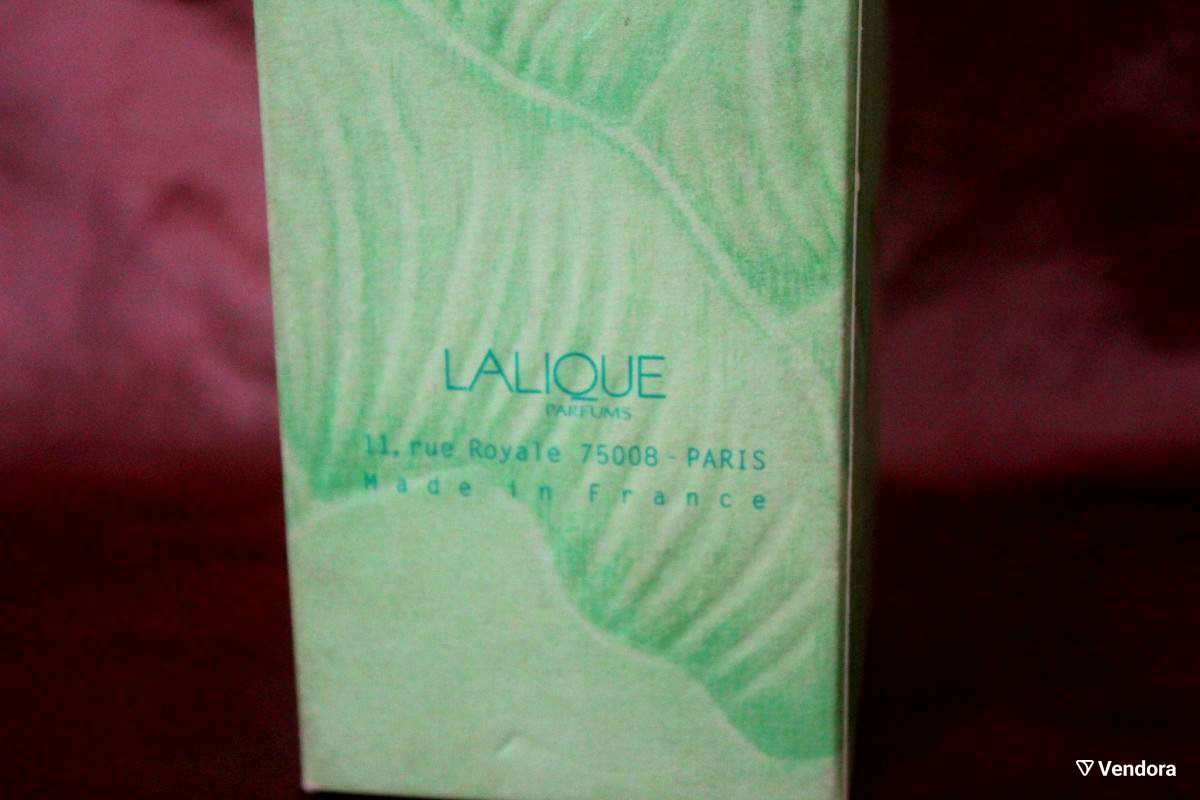 LALIQUE
PARFUMS
11, rue Royale 75008 - PARIS
Made in France
Vendora